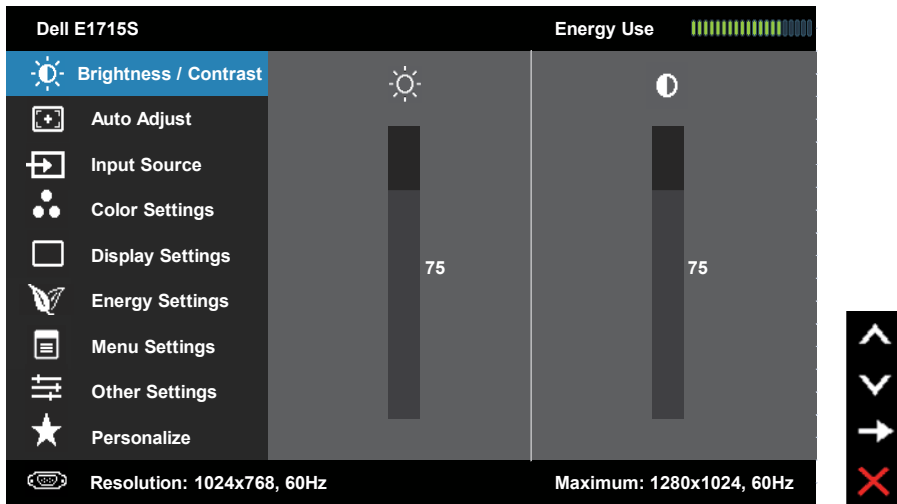 Dell E1715S Energy Use
Brightness / Contrast
Auto Adjust
Input Source
Color Settings
Display Settings
75 75
Energy Settings
Menu Settings
Other Settings
Personalize
Resolution: 1024x768, 60Hz Maximum: 1280x1024, 60Hz